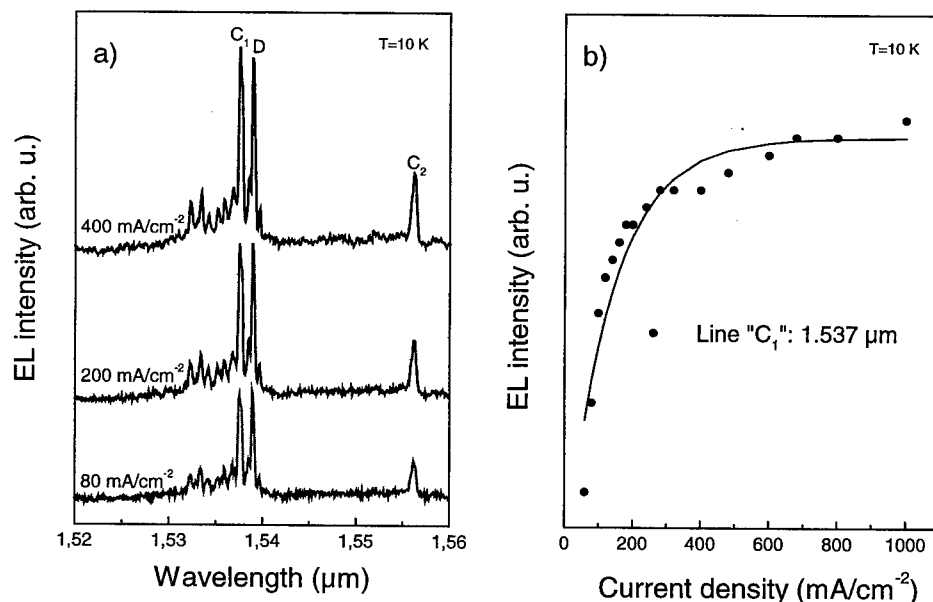 a)
C₁ D
T=10 K
C₂
400 mA/cm⁻²
200 mA/cm⁻²
80 mA/cm⁻²
EL intensity (arb. u.)
1,52 1,53 1,54 1,55 1,56
Wavelength (µm)
b)
T=10 K
Line "C₁": 1.537 µm
EL intensity (arb. u.)
0 200 400 600 800 1000
Current density (mA/cm⁻²)